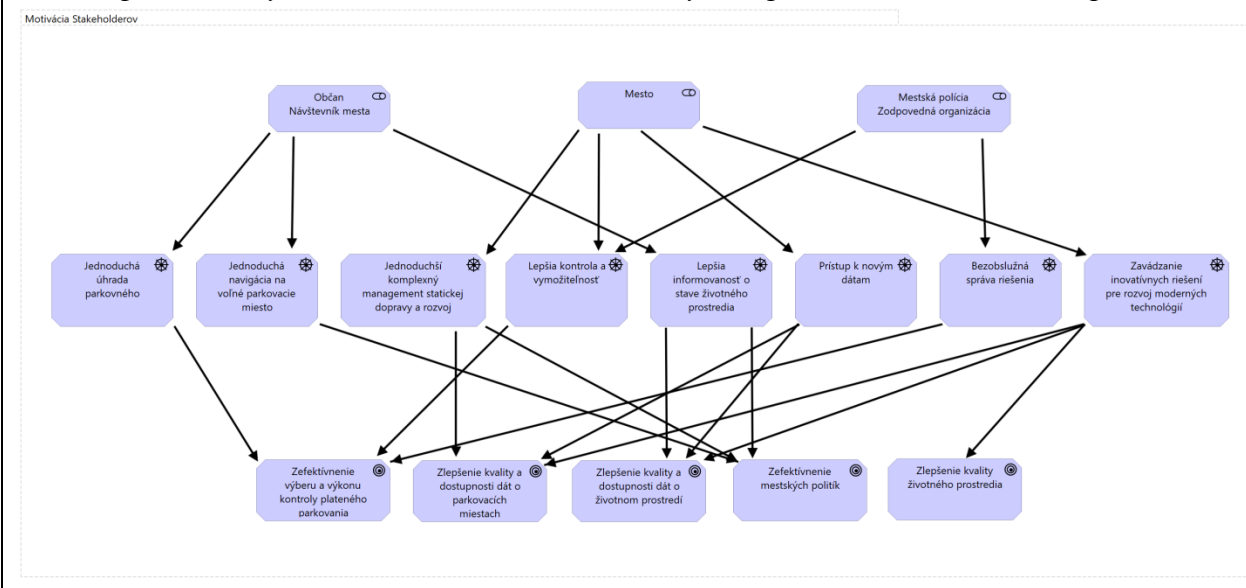 Motivácia Stakeholderov
Občan
Návštevník mesta
Mesto
Mestská polícia
Zodpovedná organizácia
Jednoduchá
úhrada
parkovného
Jednoduchá
navigácia na
voľné parkovacie
miesto
Jednoduchší
komplexný
management statickej
dopravy a rozvoj
Lepšia kontrola a
vymožiteľnosť
Lepšia
informovanosť o
stave životného
prostredia
Prístup k novým
dátam
Bezobslužná
správa riešenia
Zavádzanie
inovatívnych riešení
pre rozvoj moderných
technológií
Zefektívnenie
výberu a výkonu
kontroly plateného
parkovania
Zlepšenie kvality a
dostupnosti dát o
parkovacích
miestach
Zlepšenie kvality a
dostupnosti dát o
životnom prostredí
Zefektívnenie
mestských politík
Zlepšenie kvality
životného prostredia